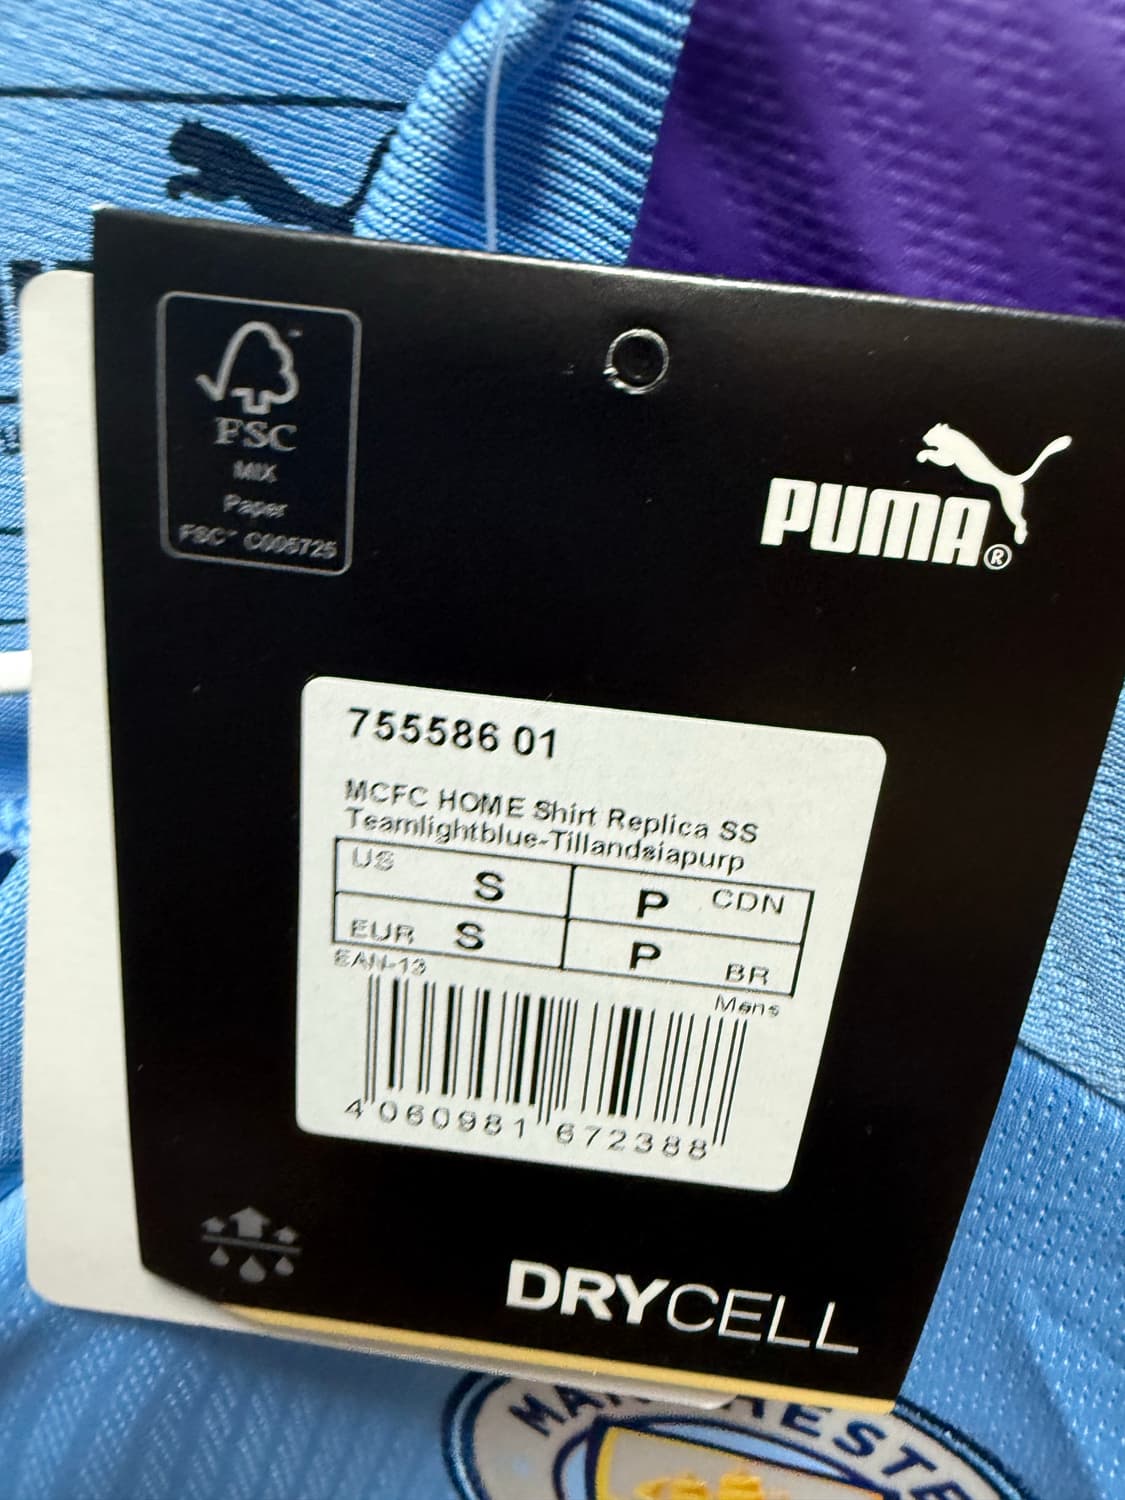 FSC
MIX
Paper
FSC™ C005725
PUMA®
755586 01
MCFC HOME Shirt Replica SS
Teamlightblue-Tillandsiapurp
US S P CDN
EUR S P BR
EAN-13
Mens
4 060981 672388
DRYCELL